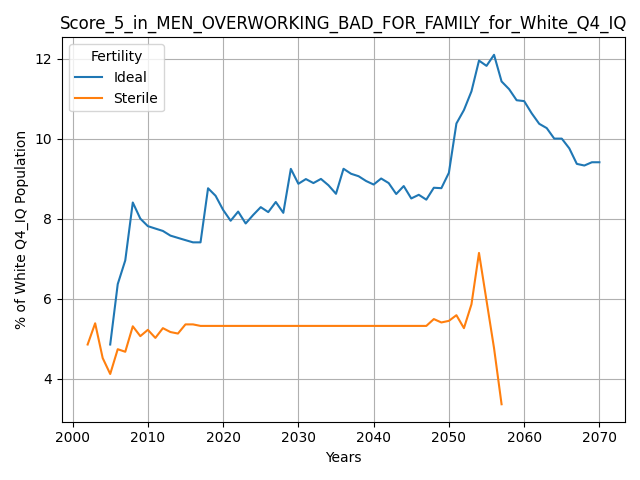 Score_5_in_MEN_OVERWORKING_BAD_FOR_FAMILY_for_White_Q4_IQ
Fertility
Ideal
Sterile
% of White Q4_IQ Population
12
10
8
6
4
2000 2010 2020 2030 2040 2050 2060 2070
Years